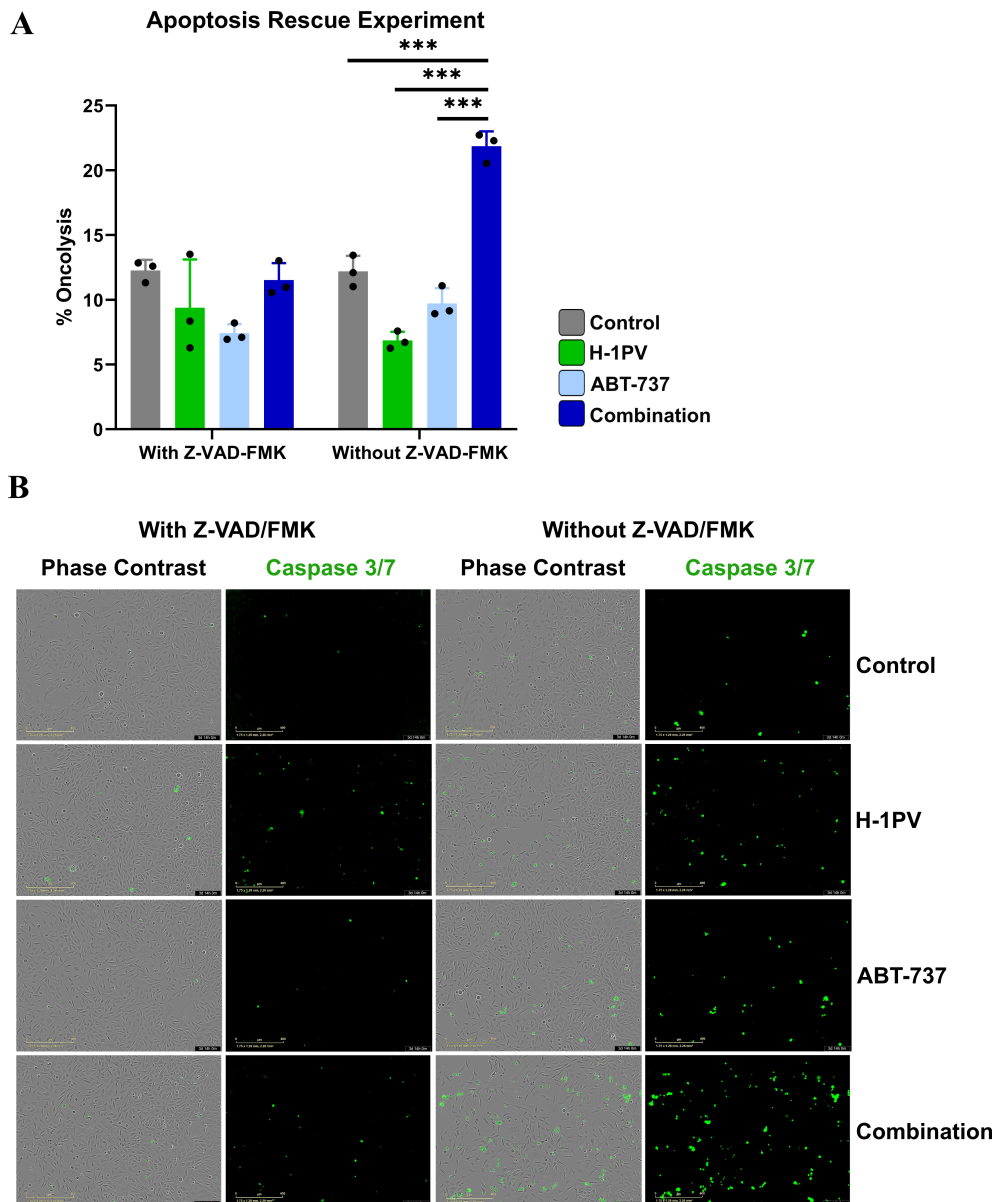 A
Apoptosis Rescue Experiment
***
***
***
25
20
15
10
5
0
% Oncolysis
With Z-VAD-FMK
Without Z-VAD-FMK
Control
H-1PV
ABT-737
Combination
B
With Z-VAD/FMK
Without Z-VAD/FMK
Phase Contrast
Caspase 3/7
Phase Contrast
Caspase 3/7
Control
H-1PV
ABT-737
Combination